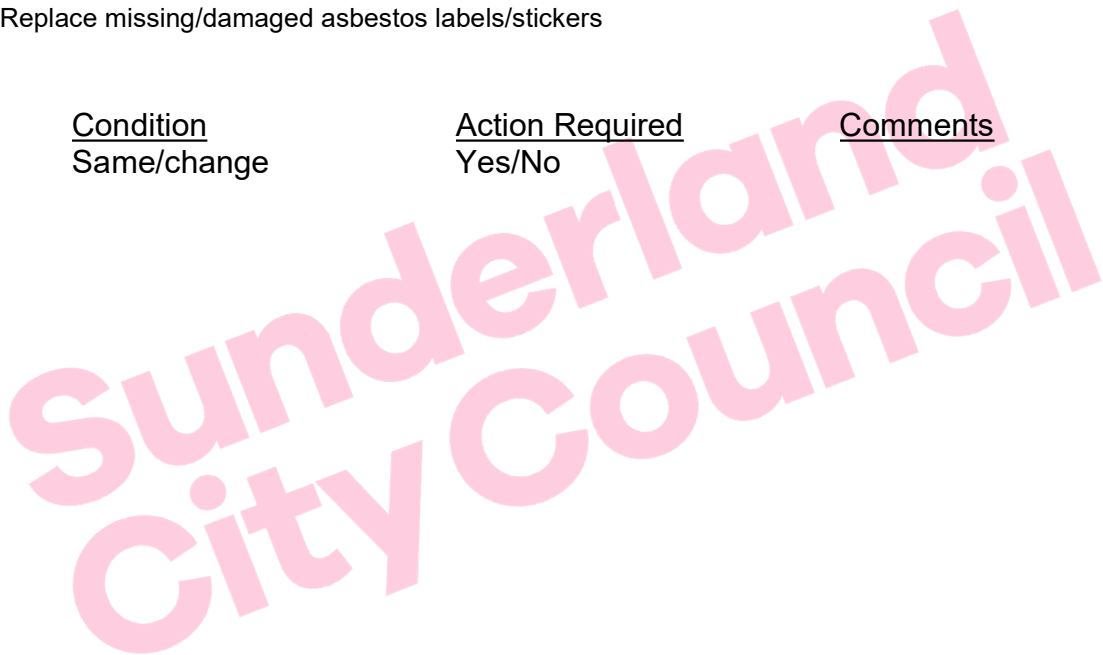 Replace missing/damaged asbestos labels/stickers
Condition Action Required Comments
Same/change Yes/No
Sunderland
City Council